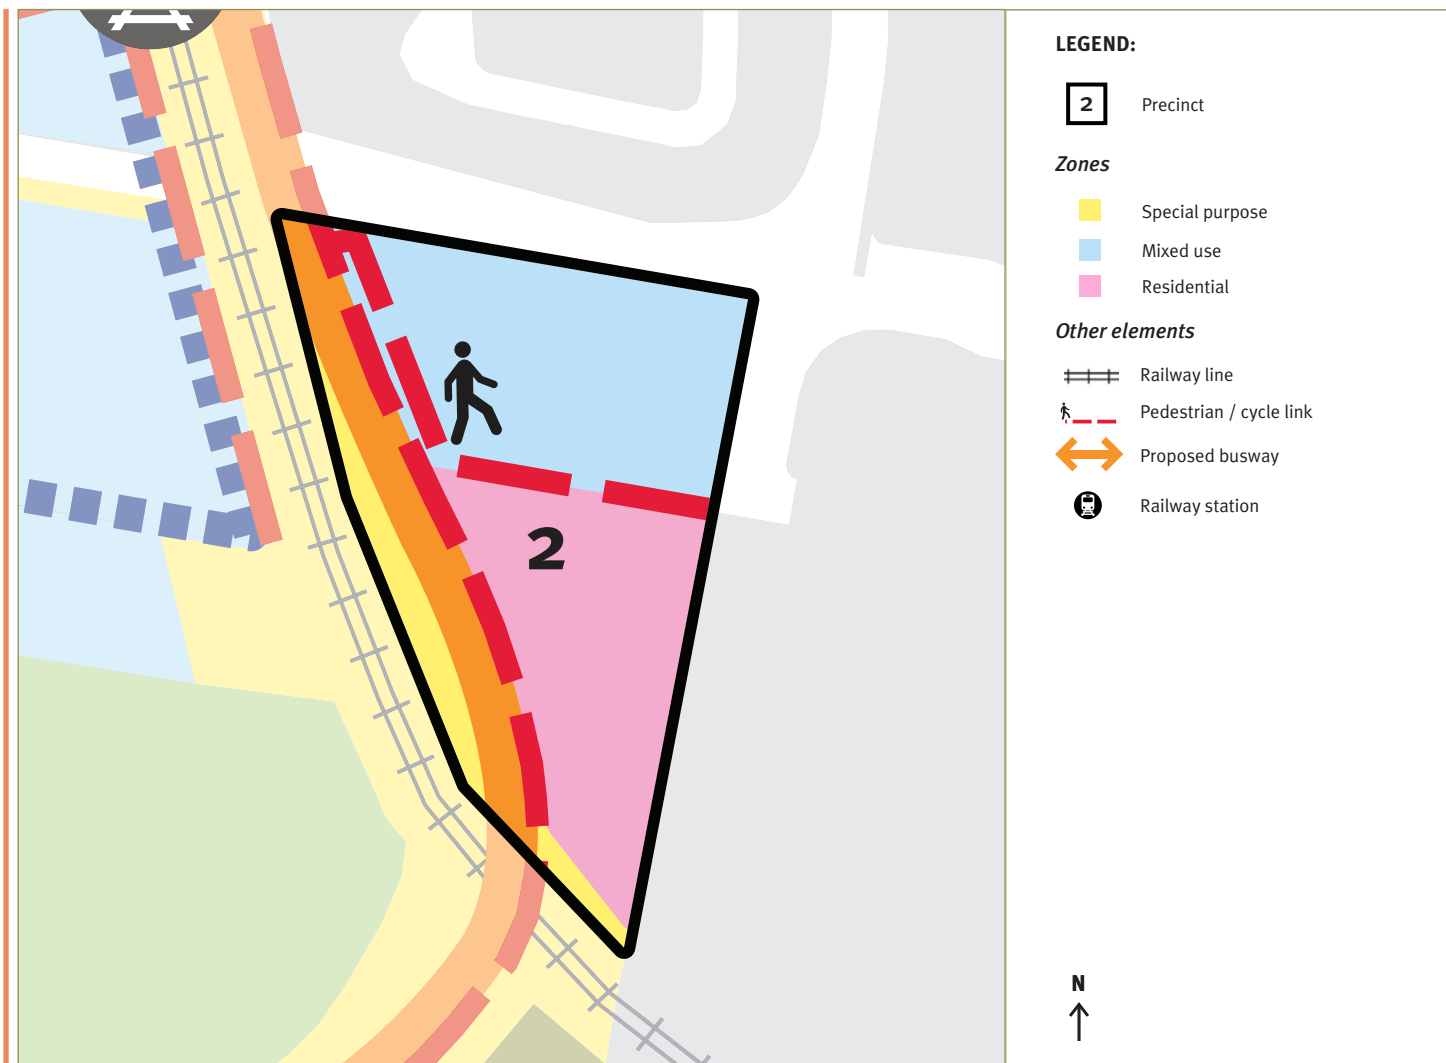 2
LEGEND:
2 Precinct
Zones
Special purpose
Mixed use
Residential
Other elements
Railway line
Pedestrian / cycle link
Proposed busway
Railway station
N